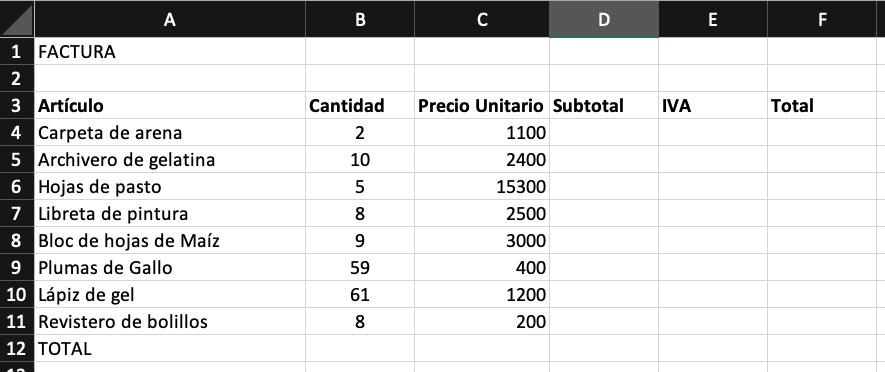 A B C D E F
1 FACTURA
2
3 Artículo Cantidad Precio Unitario Subtotal IVA Total
4 Carpeta de arena 2 1100
5 Archivero de gelatina 10 2400
6 Hojas de pasto 5 15300
7 Libreta de pintura 8 2500
8 Bloc de hojas de Maíz 9 3000
9 Plumas de Gallo 59 400
10 Lápiz de gel 61 1200
11 Revistero de bolillos 8 200
12 TOTAL